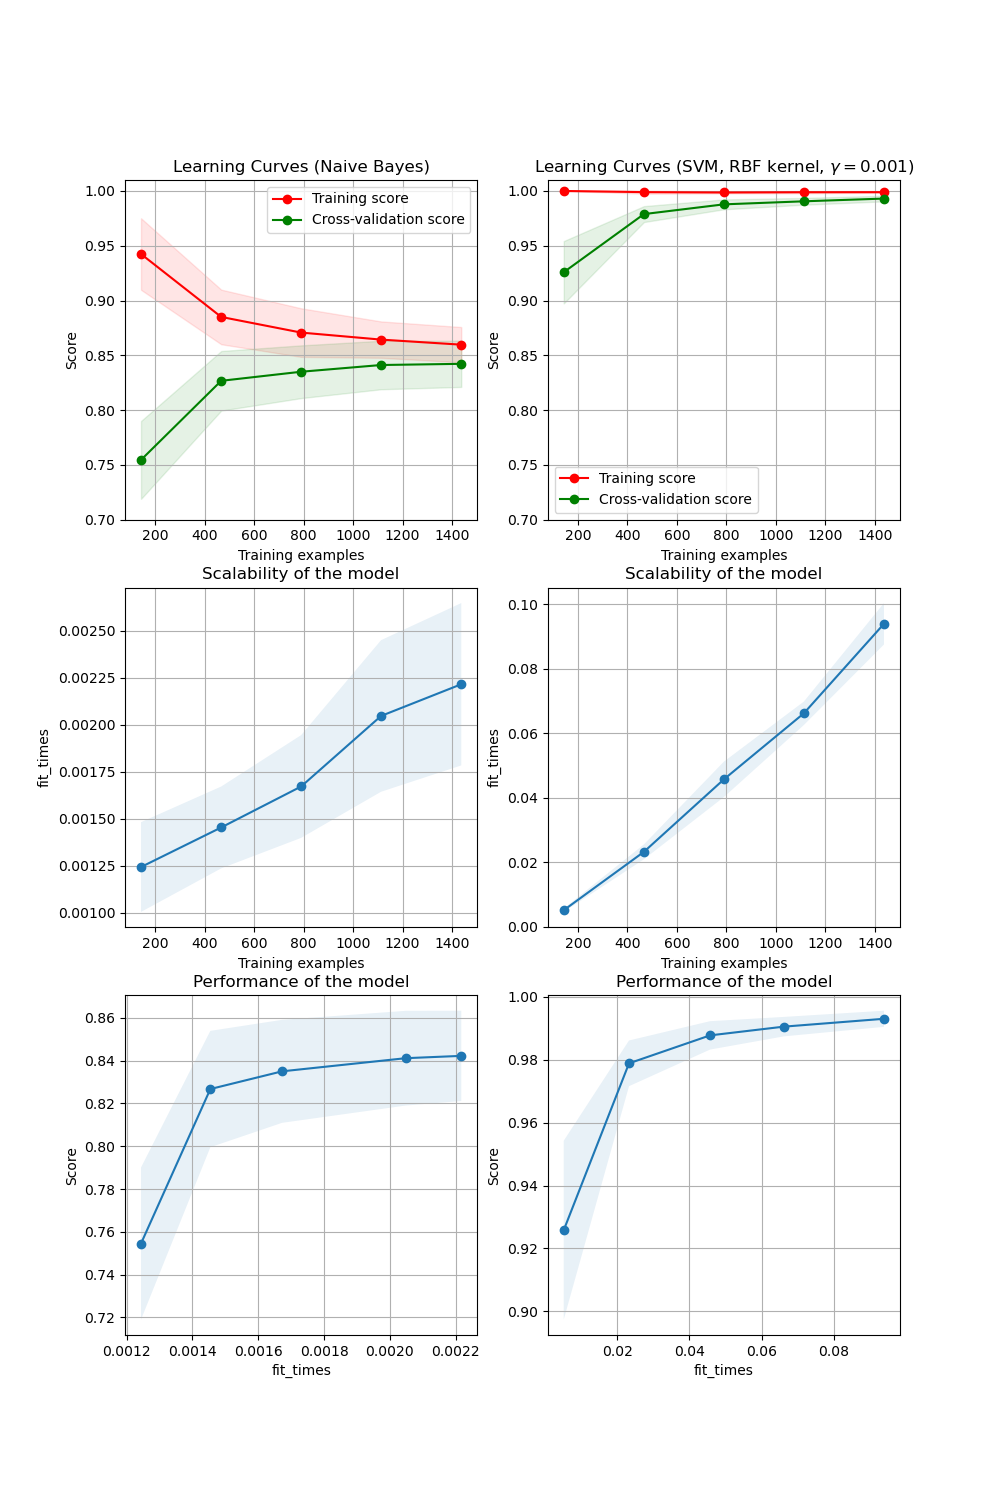 Learning Curves (Naive Bayes)
1.00
0.95
0.90
0.85
0.80
0.75
0.70
Score
Training score
Cross-validation score
200 400 600 800 1000 1200 1400
Training examples
Learning Curves (SVM, RBF kernel, γ = 0.001)
1.00
0.95
0.90
0.85
0.80
0.75
0.70
Score
Training score
Cross-validation score
200 400 600 800 1000 1200 1400
Training examples
Scalability of the model
0.00250
0.00225
0.00200
0.00175
0.00150
0.00125
0.00100
fit_times
200 400 600 800 1000 1200 1400
Training examples
Scalability of the model
0.10
0.08
0.06
0.04
0.02
0.00
fit_times
200 400 600 800 1000 1200 1400
Training examples
Performance of the model
0.86
0.84
0.82
0.80
0.78
0.76
0.74
0.72
Score
0.0012 0.0014 0.0016 0.0018 0.0020 0.0022
fit_times
Performance of the model
1.00
0.98
0.96
0.94
0.92
0.90
Score
0.02 0.04 0.06 0.08
fit_times